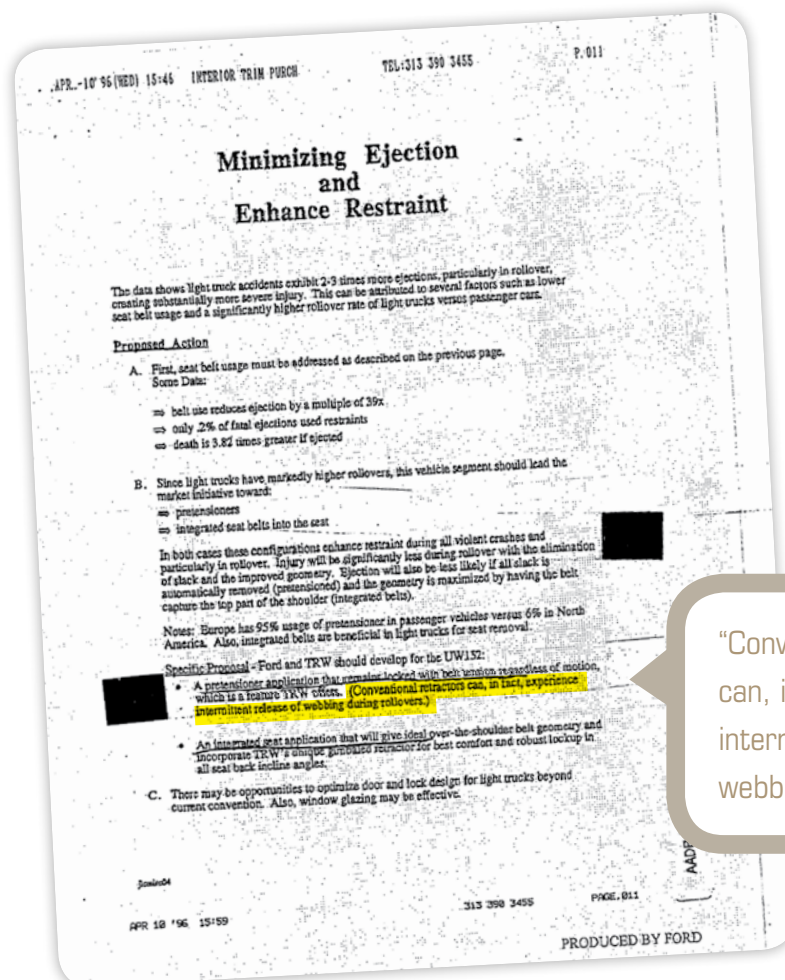 APR.-10'96(WED) 15:46 INTERIOR TRIM PURCH TEL:313 390 3455 P.011
Minimizing Ejection
and
Enhance Restraint
The data shows light truck accidents exhibit 2-3 times more ejections, particularly in rollover,
creating substantially more severe injury. This can be attributed to several factors such as lower
seat belt usage and a significantly higher rollover rate of light trucks versus passenger cars.
Proposed Action
A. First, seat belt usage must be addressed as described on the previous page.
Some Data:
⇒ belt use reduces ejection by a multiple of 39x
⇒ only .2% of fatal ejections used restraints
⇔ death is 3.82 times greater if ejected
B. Since light trucks have markedly higher rollovers, this vehicle segment should lead the
market initiative toward:
⇒ pretensioners
⇒ integrated seat belts into the seat
In both cases these configurations enhance restraint during all violent crashes and
particularly in rollover. Injury will be significantly less during rollover with the elimination
of slack and the improved geometry. Ejection will also be less likely if all slack is
automatically removed (pretensioned) and the geometry is maximized by having the belt
capture the top part of the shoulder (integrated belts).
Notes: Europe has 95% usage of pretensioner in passenger vehicles versus 6% in North
America. Also, integrated belts are beneficial in light trucks for seat removal.
Specific Proposal - Ford and TRW should develop for the UW152:
• A pretensioner application that remains locked with belt tension regardless of motion,
which is a feature TRW offers. (Conventional retractors can, in fact, experience
intermittent release of webbing during rollovers.)
• An integrated seat application that will give ideal over-the-shoulder belt geometry and
incorporate TRW's unique gimbaled retractor for best comfort and robust lockup in
all seat back incline angles.
C. There may be opportunities to optimize door and lock design for light trucks beyond
current convention. Also, window glazing may be effective.
"Conv
can, i
intern
webb
APR 10 '96 15:59 313 390 3455 PAGE.011
PRODUCED BY FORD